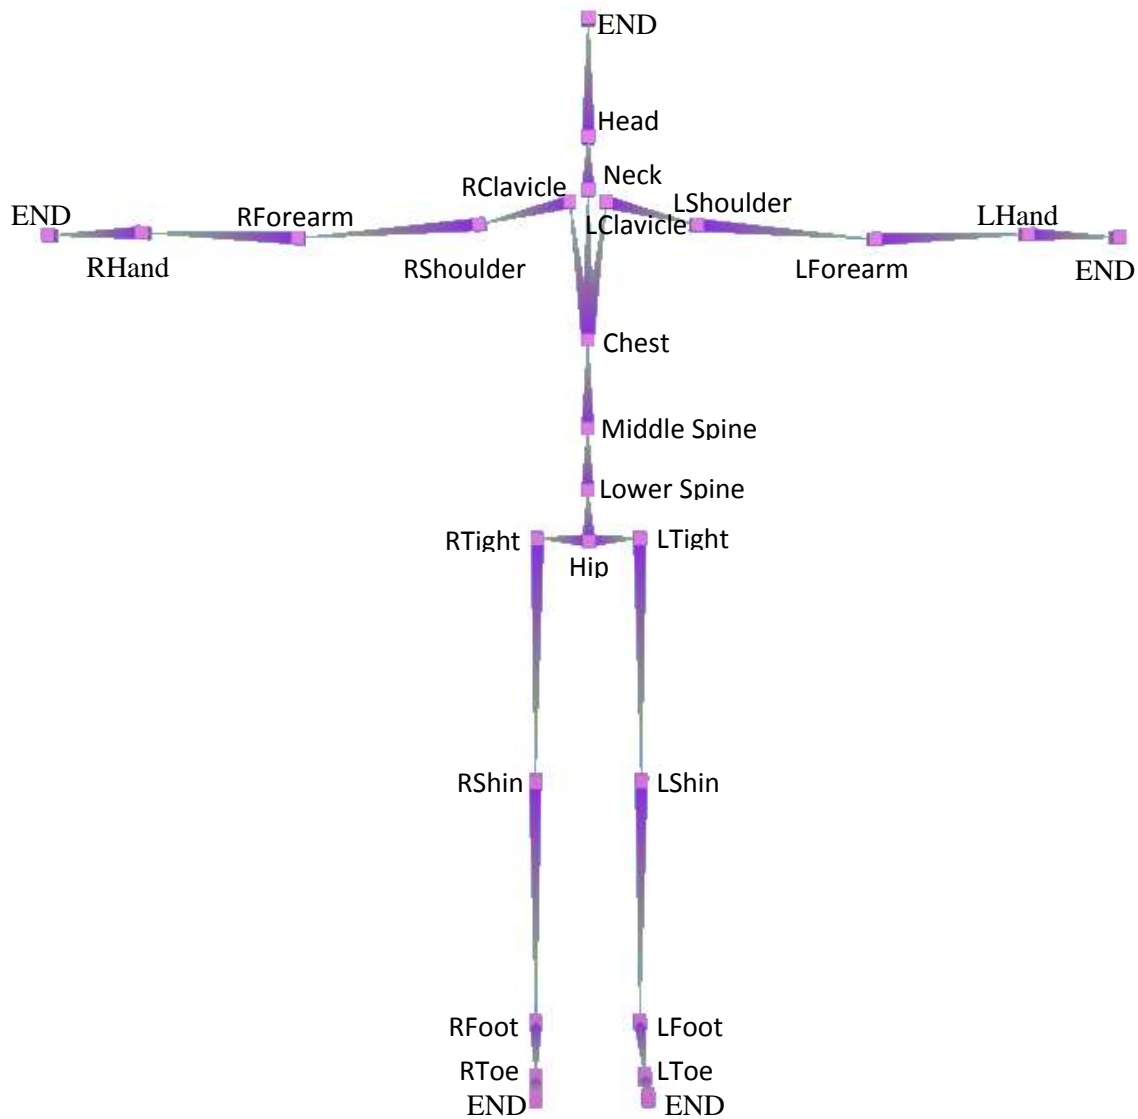 END
Head
Neck
RClavicle
LShoulder
END
RForearm
LClavicle
LHand
RHand
RShoulder
LForearm
END
Chest
Middle Spine
Lower Spine
RTight
LTight
Hip
RShin
LShin
RFoot
LFoot
RToe
LToe
END
END